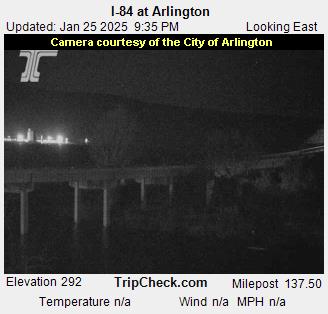 I-84 at Arlington
Updated: Jan 25 2025 9:35 PM Looking East
Camera courtesy of the City of Arlington
Elevation 292 TripCheck.com Milepost 137.50
Temperature n/a Wind n/a MPH n/a